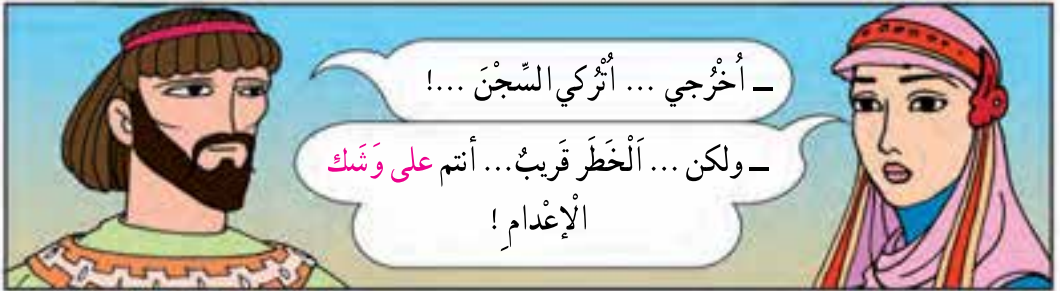 ـ اُخْرُجي ... اُتْرُكي السِّجْنَ ...!
ـ ولكن ... اَلْخَطَر قَريبٌ... أنتم على وَشَك
الْإعْدامِ!